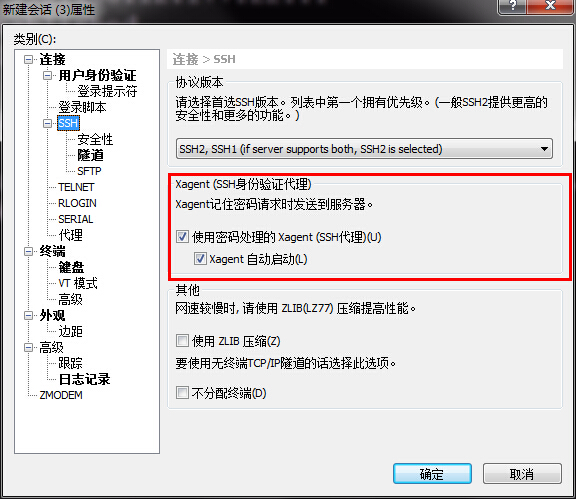 新建会话 (3)属性
类别(C):
连接
用户身份验证
登录提示符
登录脚本
SSH
安全性
隧道
SFTP
TELNET
RLOGIN
SERIAL
代理
终端
键盘
VT 模式
高级
外观
边距
高级
跟踪
日志记录
ZMODEM
连接 > SSH
协议版本
请选择首选SSH版本。列表中第一个拥有优先级。(一般SSH2提供更高的
安全性和更多的功能。)
SSH2, SSH1 (if server supports both, SSH2 is selected)
Xagent (SSH身份验证代理)
Xagent记住密码请求时发送到服务器。
使用密码处理的 Xagent (SSH代理)(U)
Xagent 自动启动(L)
其他
网速较慢时, 请使用 ZLIB(LZ77) 压缩提高性能。
使用 ZLIB 压缩(Z)
要使用无终端TCP/IP隧道的话选择此选项。
不分配终端(D)
确定
取消